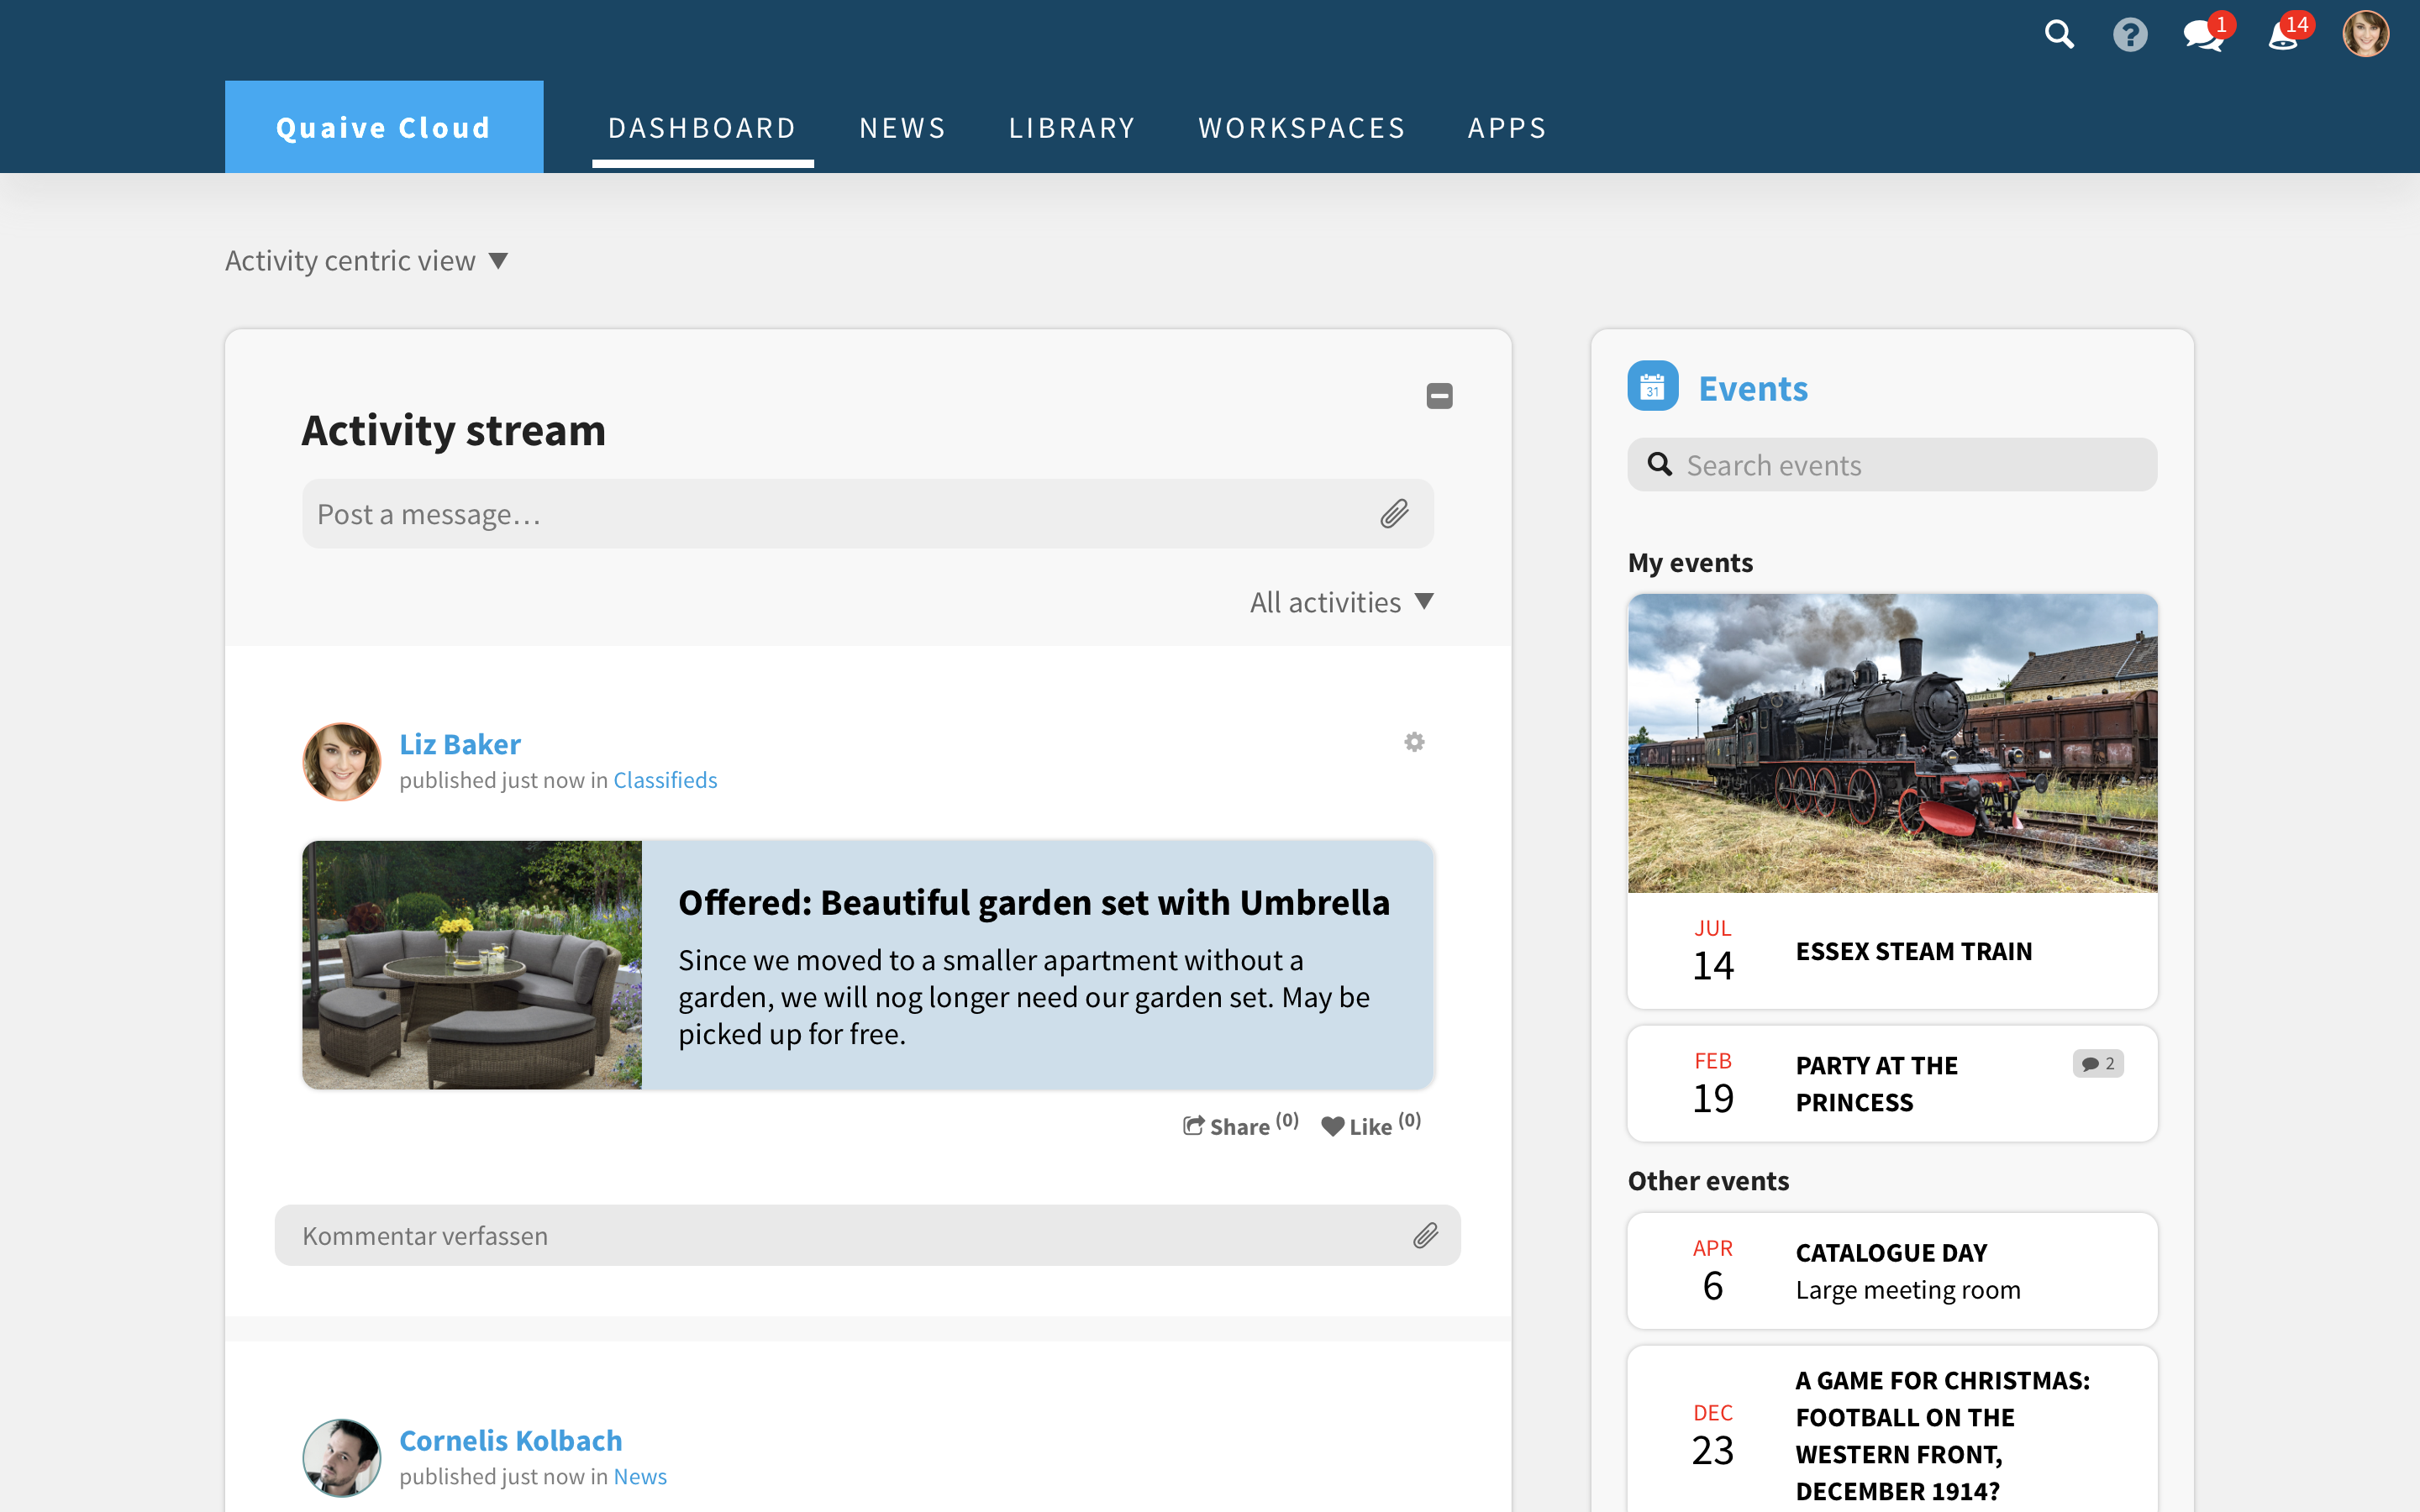 1
14
Quaive Cloud
DASHBOARD
NEWS
LIBRARY
WORKSPACES
APPS
Activity centric view
Activity stream
Post a message…
All activities
Liz Baker
published just now in Classifieds
Offered: Beautiful garden set with Umbrella
Since we moved to a smaller apartment without a
garden, we will nog longer need our garden set. May be
picked up for free.
Share (0)
Like (0)
Kommentar verfassen
Cornelis Kolbach
published just now in News
31
Events
Search events
My events
JUL
14
ESSEX STEAM TRAIN
FEB
19
PARTY AT THE
PRINCESS
2
Other events
APR
6
CATALOGUE DAY
Large meeting room
DEC
23
A GAME FOR CHRISTMAS:
FOOTBALL ON THE
WESTERN FRONT,
DECEMBER 1914?